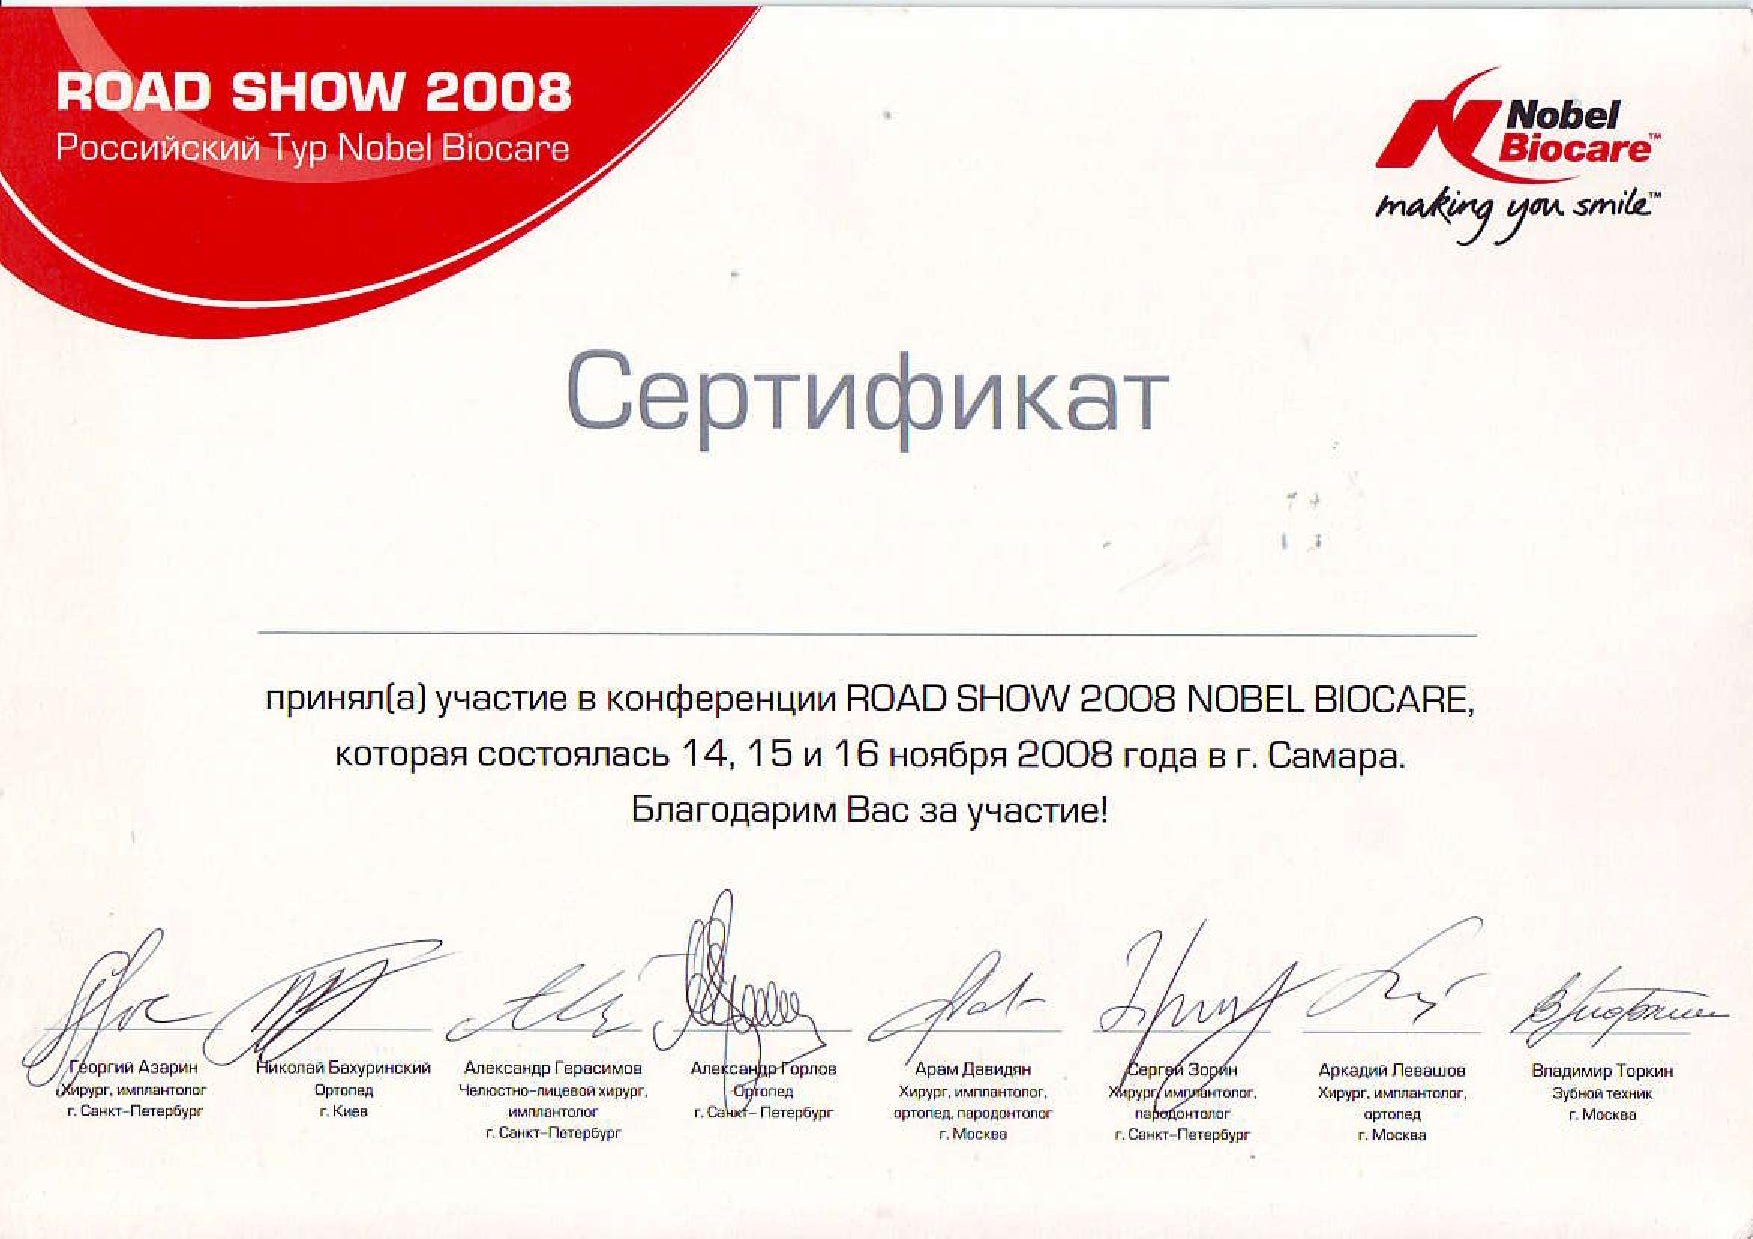 ROAD SHOW 2008
Российский Тур Nobel Biocare
Nobel
Biocare™
making you smile™
Сертификат
принял(а) участие в конференции ROAD SHOW 2008 NOBEL BIOCARE,
которая состоялась 14, 15 и 16 ноября 2008 года в г. Самара.
Благодарим Вас за участие!
Георгий Азарин
Хирург, имплантолог
г. Санкт-Петербург
Николай Бахуринский
Ортопед
г. Киев
Александр Герасимов
Челюстно-лицевой хирург,
имплантолог
г. Санкт-Петербург
Александр Горлов
Ортопед
г. Санкт-Петербург
Арам Давидян
Хирург, имплантолог,
ортопед, пародонтолог
г. Москва
Сергей Зорин
Хирург, имплантолог,
пародонтолог
г. Санкт-Петербург
Аркадий Левашов
Хирург, имплантолог,
ортопед
г. Москва
Владимир Торкин
Зубной техник
г. Москва